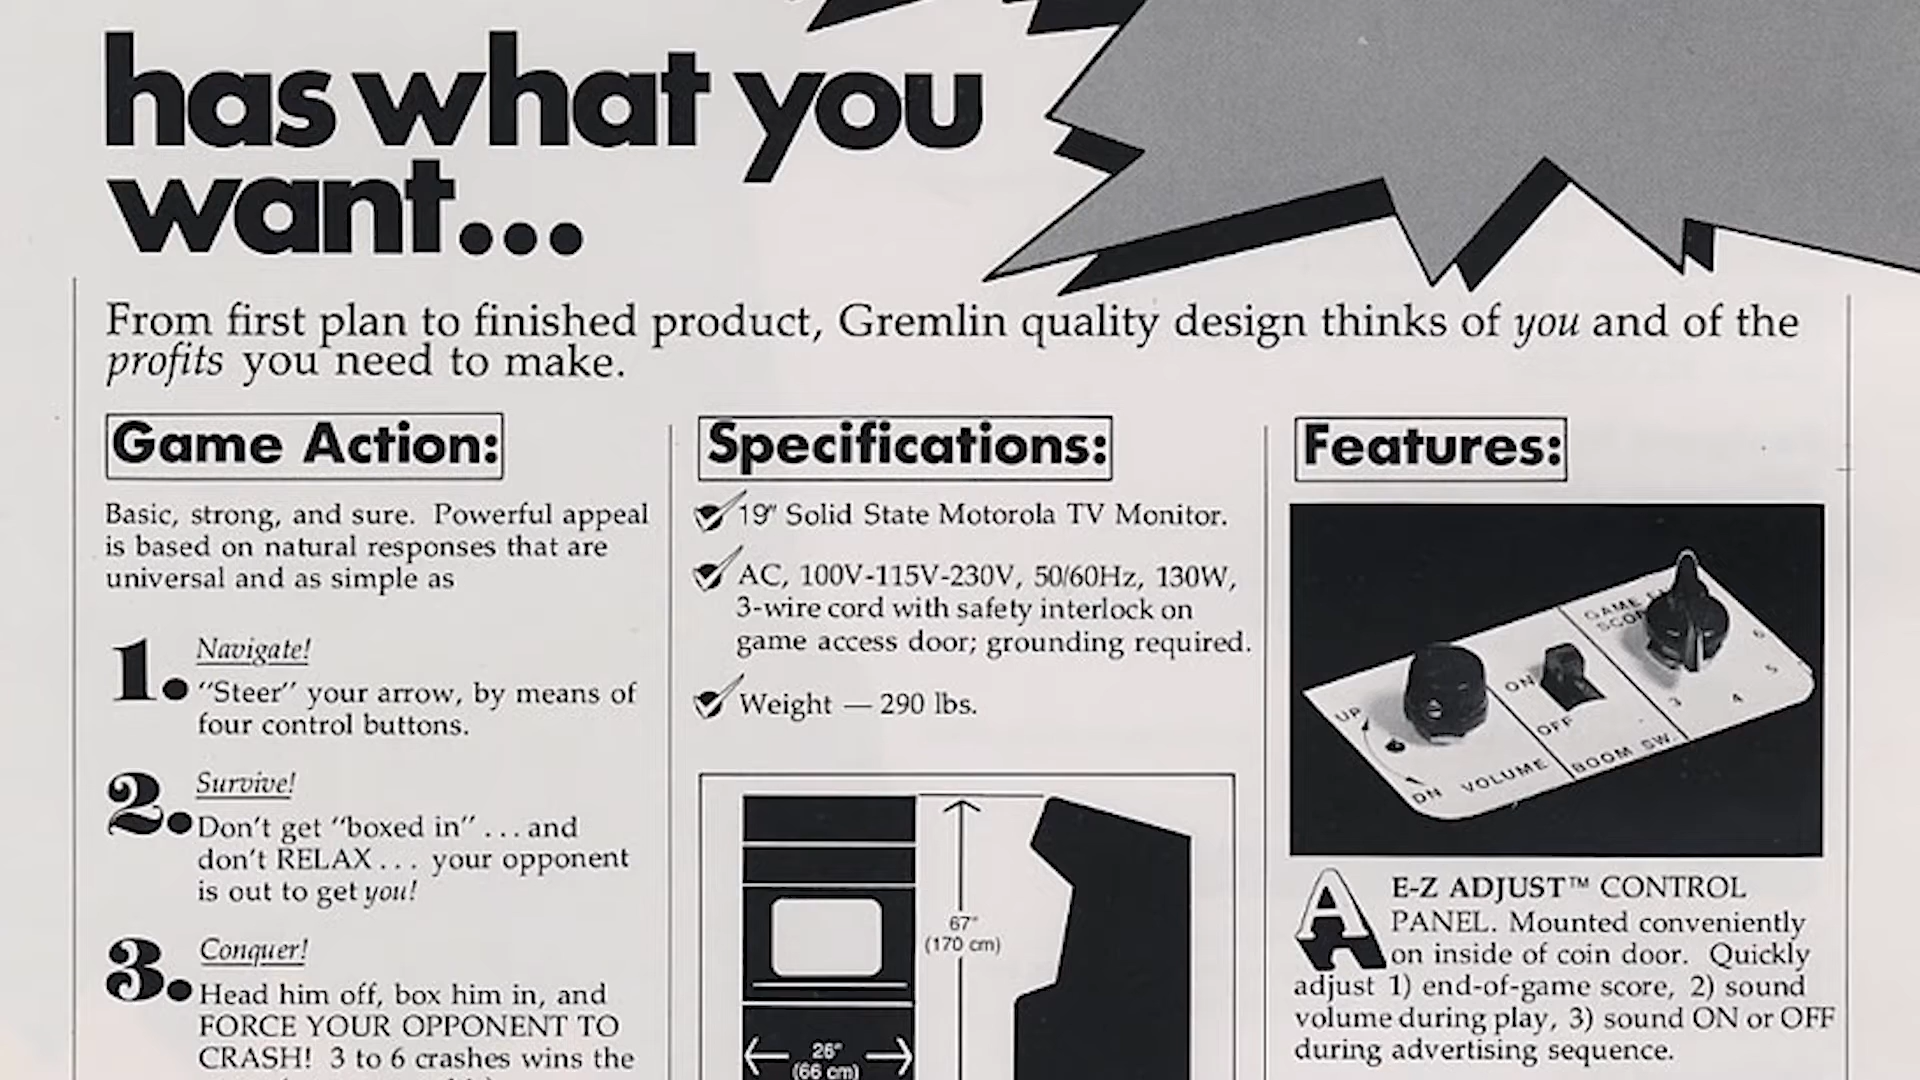 has what you
want...
From first plan to finished product, Gremlin quality design thinks of you and of the
profits you need to make.
Game Action:
Basic, strong, and sure. Powerful appeal
is based on natural responses that are
universal and as simple as
1. Navigate!
"Steer" your arrow, by means of
four control buttons.
2. Survive!
Don't get "boxed in" ... and
don't RELAX... your opponent
is out to get you!
3. Conquer!
Head him off, box him in, and
FORCE YOUR OPPONENT TO
CRASH! 3 to 6 crashes wins the
Specifications:
19" Solid State Motorola TV Monitor.
AC, 100V-115V-230V, 50/60Hz, 130W,
3-wire cord with safety interlock on
game access door; grounding required.
Weight — 290 lbs.
67"
(170 cm)
26"
(66 cm)
Features:
GAME
UP
ON
OFF
ON
VOLUME
BOOM SW.
3
4
5
6
A E-Z ADJUST™ CONTROL
PANEL. Mounted conveniently
on inside of coin door. Quickly
adjust 1) end-of-game score, 2) sound
volume during play, 3) sound ON or OFF
during advertising sequence.